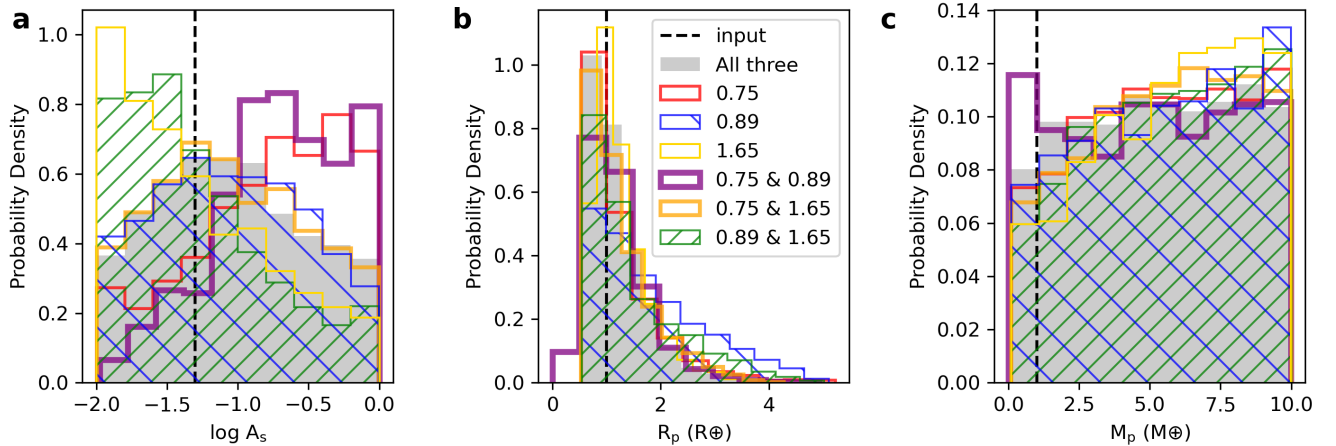 a
1.0
0.8
0.6
0.4
0.2
0.0
Probability Density
−2.0 −1.5 −1.0 −0.5 0.0
log Aₛ
b
1.0
0.8
0.6
0.4
0.2
0.0
Probability Density
0 2 4
Rₚ (R⊕)
input
All three
0.75
0.89
1.65
0.75 & 0.89
0.75 & 1.65
0.89 & 1.65
c
0.14
0.12
0.10
0.08
0.06
0.04
0.02
0.00
Probability Density
0.0 2.5 5.0 7.5 10.0
Mₚ (M⊕)